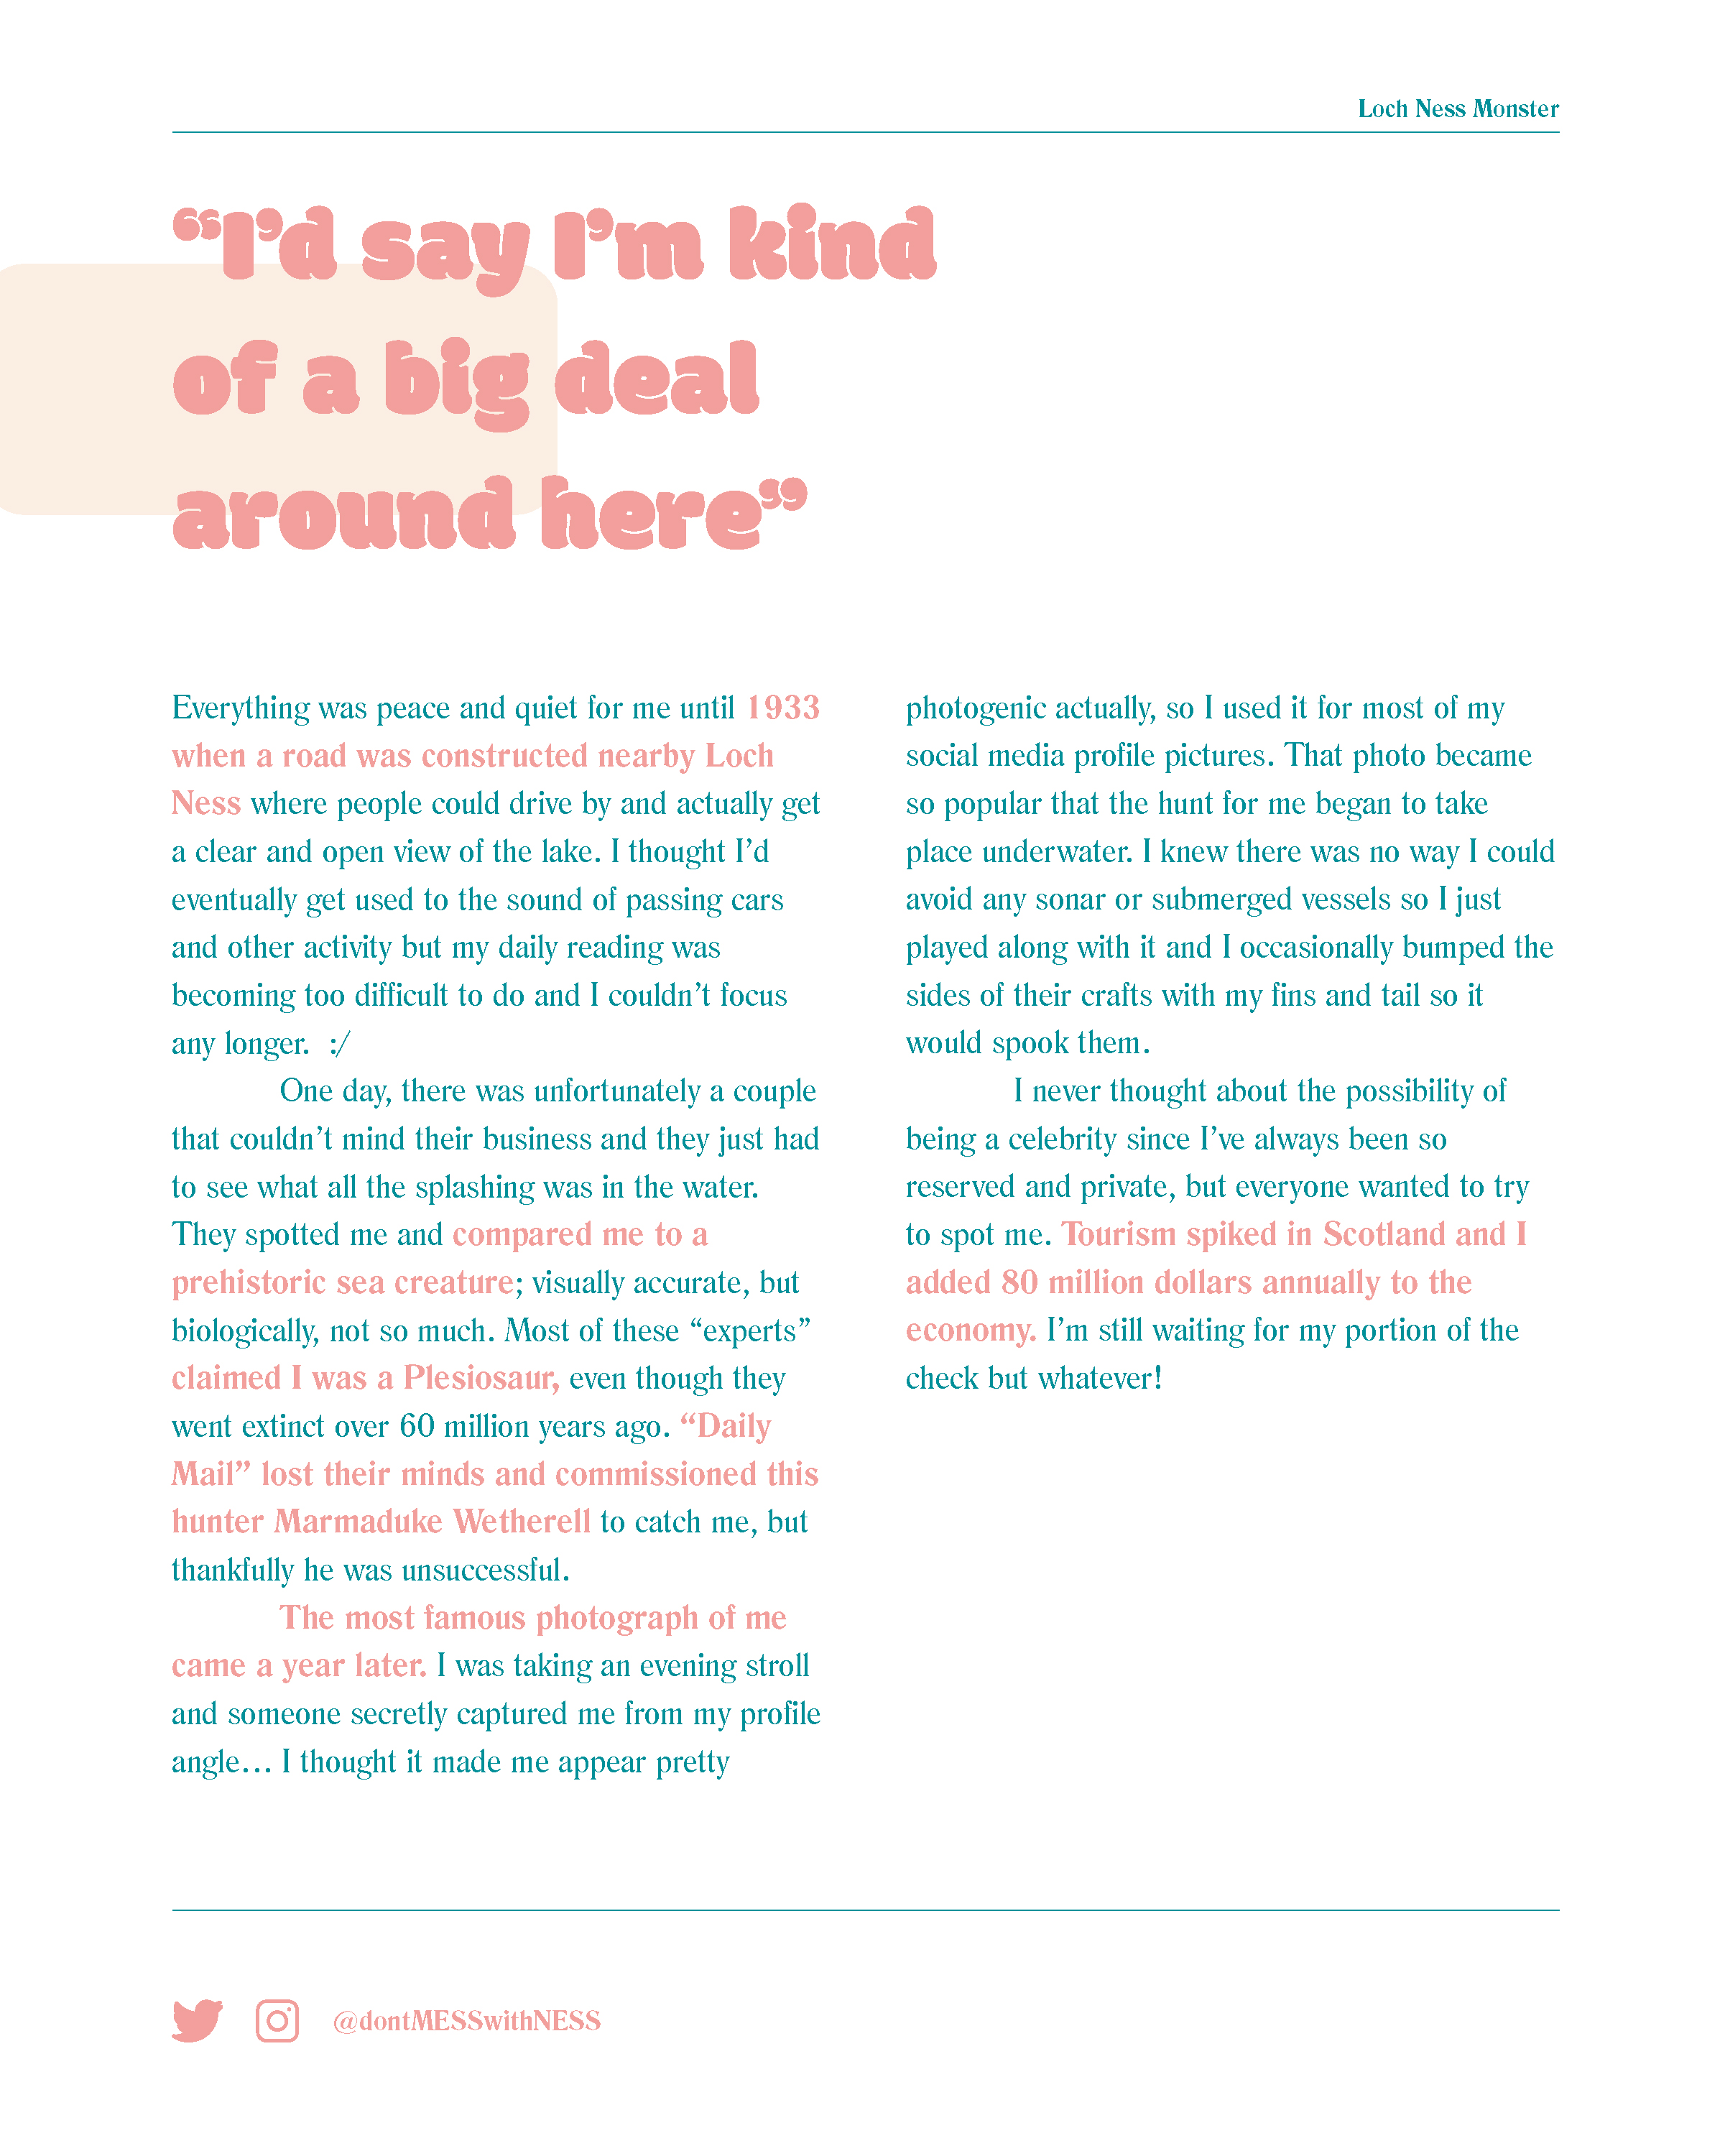 Loch Ness Monster
“I’d say I’m kind
of a big deal
around here”
Everything was peace and quiet for me until 1933
when a road was constructed nearby Loch
Ness where people could drive by and actually get
a clear and open view of the lake. I thought I’d
eventually get used to the sound of passing cars
and other activity but my daily reading was
becoming too difficult to do and I couldn’t focus
any longer.  :/
One day, there was unfortunately a couple
that couldn’t mind their business and they just had
to see what all the splashing was in the water.
They spotted me and compared me to a
prehistoric sea creature; visually accurate, but
biologically, not so much. Most of these “experts”
claimed I was a Plesiosaur, even though they
went extinct over 60 million years ago. “Daily
Mail” lost their minds and commissioned this
hunter Marmaduke Wetherell to catch me, but
thankfully he was unsuccessful.
The most famous photograph of me
came a year later. I was taking an evening stroll
and someone secretly captured me from my profile
angle... I thought it made me appear pretty
photogenic actually, so I used it for most of my
social media profile pictures. That photo became
so popular that the hunt for me began to take
place underwater. I knew there was no way I could
avoid any sonar or submerged vessels so I just
played along with it and I occasionally bumped the
sides of their crafts with my fins and tail so it
would spook them.
I never thought about the possibility of
being a celebrity since I’ve always been so
reserved and private, but everyone wanted to try
to spot me. Tourism spiked in Scotland and I
added 80 million dollars annually to the
economy. I’m still waiting for my portion of the
check but whatever!
@dontMESSwithNESS